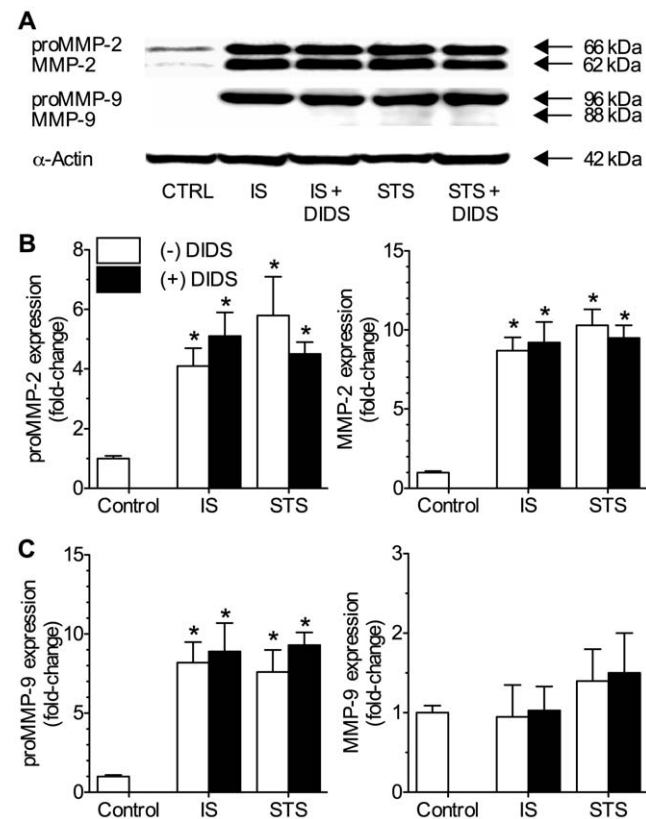 A
proMMP-2
66 kDa
MMP-2
62 kDa
proMMP-9
96 kDa
MMP-9
88 kDa
α-Actin
42 kDa
CTRL IS IS + DIDS STS STS + DIDS
B
(-) DIDS
(+) DIDS
proMMP-2 expression
(fold-change)
8
6
4
2
0
* * * *
Control IS STS
MMP-2 expression
(fold-change)
15
10
5
0
* * * *
Control IS STS
C
proMMP-9 expression
(fold-change)
15
10
5
0
* * * *
Control IS STS
MMP-9 expression
(fold-change)
3
2
1
0
Control IS STS